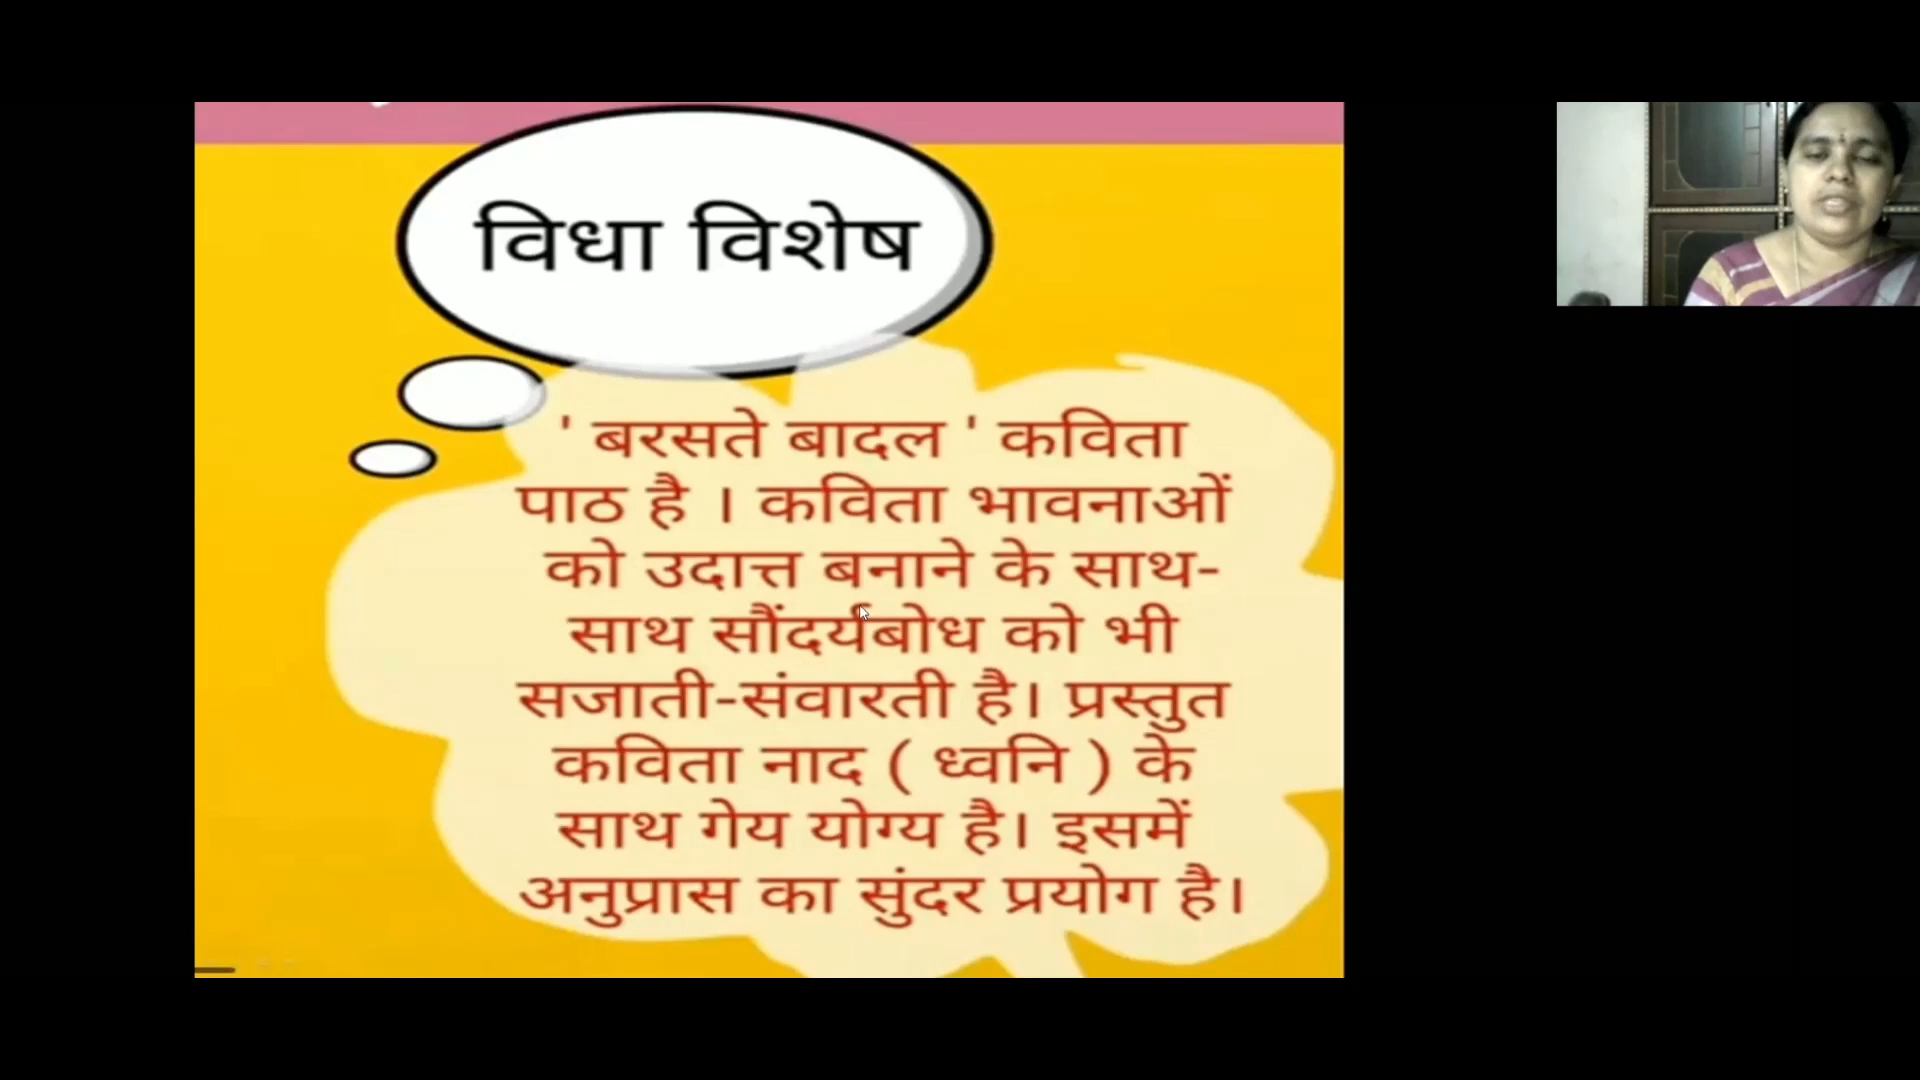 विधा विशेष
' बरसते बादल ' कविता
पाठ है । कविता भावनाओं
को उदात्त बनाने के साथ-
साथ सौंदर्यबोध को भी
सजाती-संवारती है। प्रस्तुत
कविता नाद ( ध्वनि ) के
साथ गेय योग्य है। इसमें
अनुप्रास का सुंदर प्रयोग है।